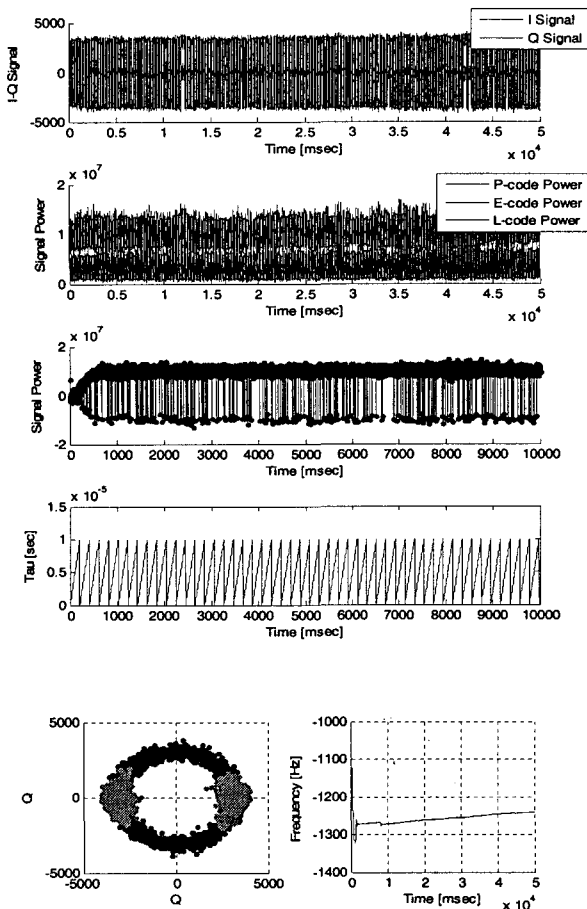 5000
0
-5000
I-Q Signal
I Signal
Q Signal
0 0.5 1 1.5 2 2.5 3 3.5 4 4.5 5
Time [msec]
x 10^4
x 10^7
2
1
0
Signal Power
P-code Power
E-code Power
L-code Power
0 0.5 1 1.5 2 2.5 3 3.5 4 4.5 5
Time [msec]
x 10^4
x 10^7
2
0
-2
Signal Power
0 1000 2000 3000 4000 5000 6000 7000 8000 9000 10000
Time [msec]
x 10^-5
1.5
1
0.5
0
Tau [sec]
0 1000 2000 3000 4000 5000 6000 7000 8000 9000 10000
Time [msec]
5000
0
-5000
Q
-5000 0 5000
Q
-1000
-1100
-1200
-1300
-1400
Frequency [Hz]
0 1 2 3 4 5
Time [msec]
x 10^4